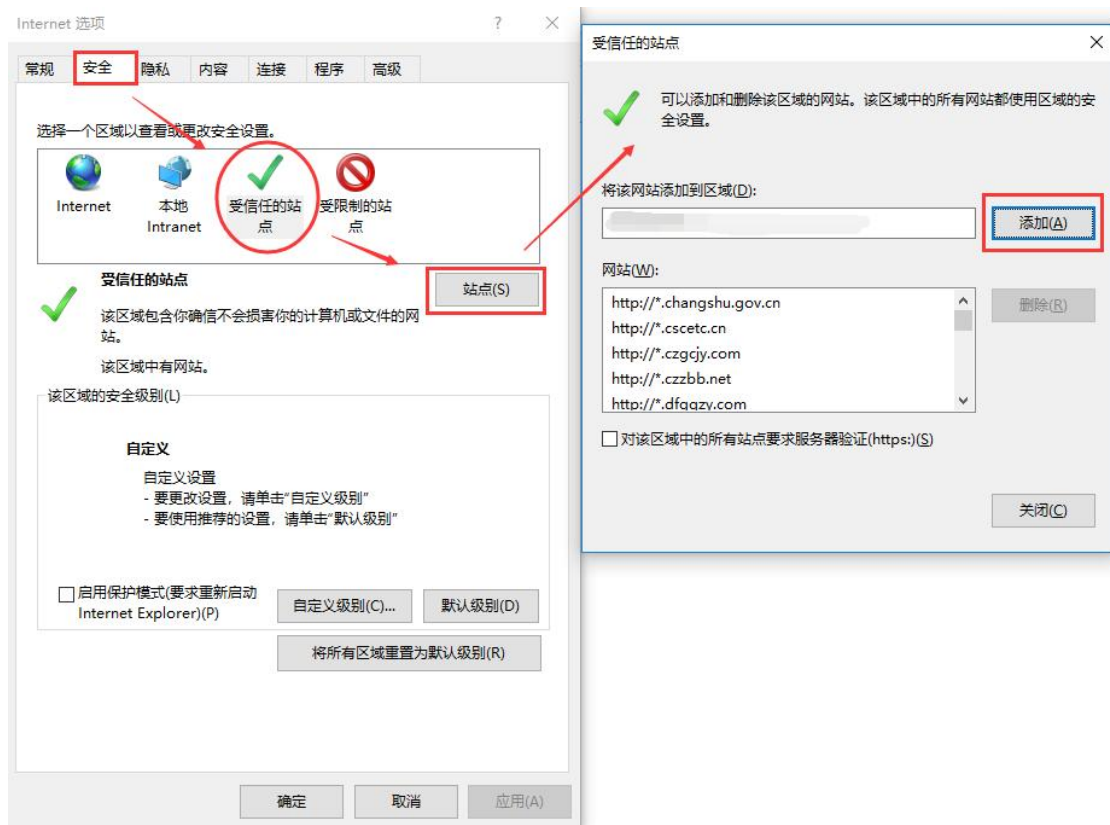 Internet 选项
常规 安全 隐私 内容 连接 程序 高级
选择一个区域以查看或更改安全设置。
Internet
本地
Intranet
受信任的站
点
受限制的站
点
受信任的站点
站点(S)
该区域包含你确信不会损害你的计算机或文件的网
站。
该区域中有网站。
该区域的安全级别(L)
自定义
自定义设置
- 要更改设置，请单击“自定义级别”
- 要使用推荐的设置，请单击“默认级别”
启用保护模式(要求重新启动
Internet Explorer)(P)
自定义级别(C)...
默认级别(D)
将所有区域重置为默认级别(R)
确定
取消
应用(A)
受信任的站点
可以添加和删除该区域的网站。该区域中的所有网站都使用区域的安
全设置。
将该网站添加到区域(D):
添加(A)
网站(W):
http://*.changshu.gov.cn
http://*.cscetc.cn
http://*.czgcjy.com
http://*.czzbb.net
http://*.dfggzy.com
删除(R)
对该区域中的所有站点要求服务器验证(https:)(S)
关闭(C)